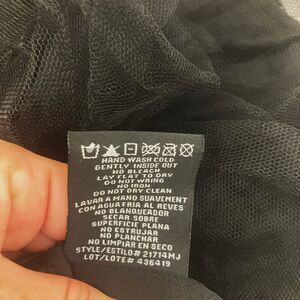 HAND WASH COLD
GENTLY INSIDE OUT
NO BLEACH
LAY FLAT TO DRY
DO NOT WRING
NO IRON
DO NOT DRY CLEAN
LAVAR A MANO SUAVEMENT
CON AGUA FRIA AL REVES
NO BLANQUEADOR
SECAR SOBRE
SUPERFICIE PLANA
NO ESTRUJAR
NO PLANCHAR
NO LIMPIAR EN SECO
STYLE/ESTILO# 21714MJ
LOT/LOTE# 436419